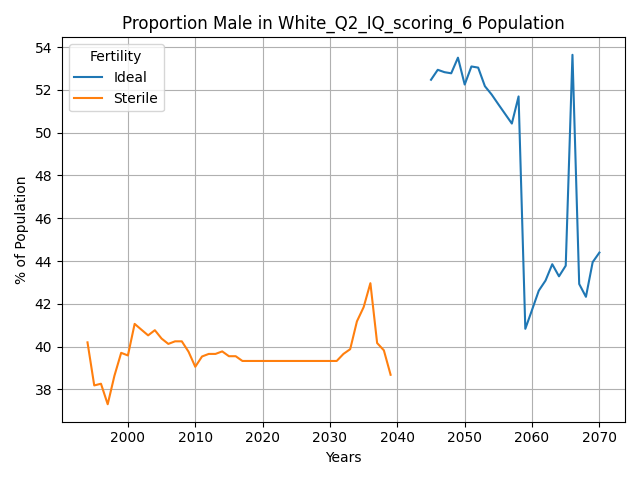 Proportion Male in White_Q2_IQ_scoring_6 Population
Fertility
Ideal
Sterile
% of Population
54
52
50
48
46
44
42
40
38
2000 2010 2020 2030 2040 2050 2060 2070
Years